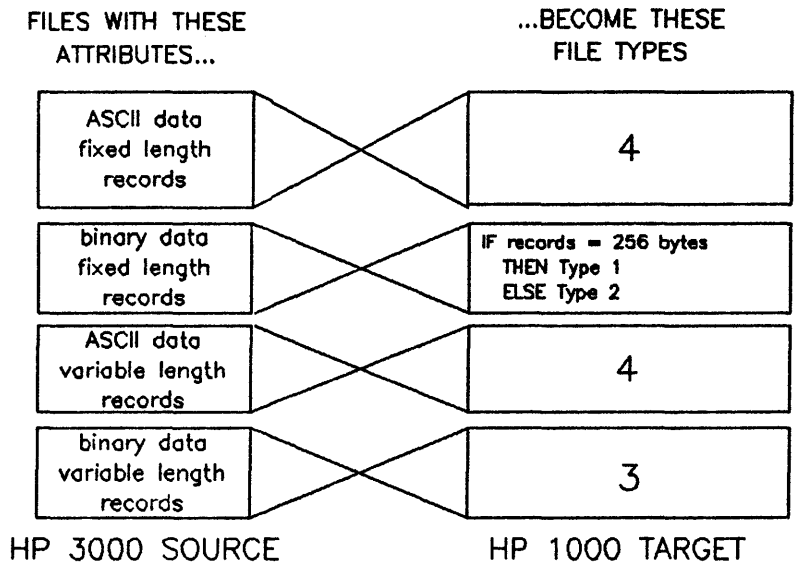 FILES WITH THESE
ATTRIBUTES...
...BECOME THESE
FILE TYPES
ASCII data
fixed length
records
4
binary data
fixed length
records
IF records = 256 bytes
THEN Type 1
ELSE Type 2
ASCII data
variable length
records
4
binary data
variable length
records
3
HP 3000 SOURCE
HP 1000 TARGET